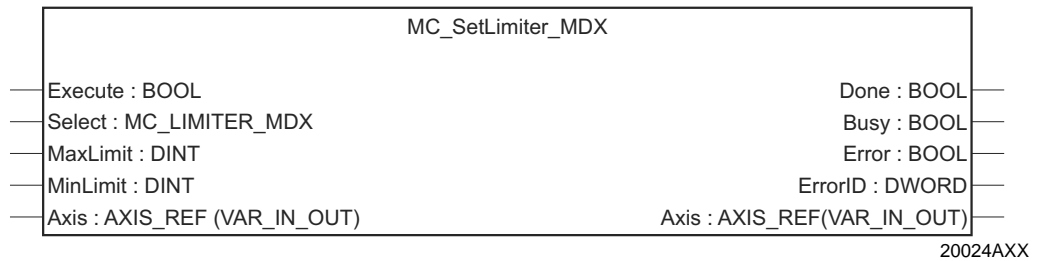 MC_SetLimiter_MDX
Execute : BOOL Done : BOOL
Select : MC_LIMITER_MDX Busy : BOOL
MaxLimit : DINT Error : BOOL
MinLimit : DINT ErrorID : DWORD
Axis : AXIS_REF (VAR_IN_OUT) Axis : AXIS_REF(VAR_IN_OUT)
20024AXX